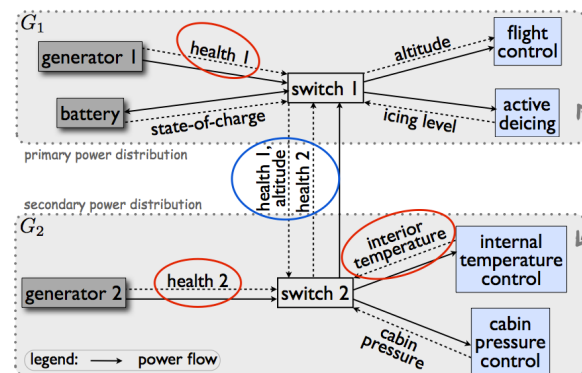 G1
generator 1
health 1
altitude
flight
control
switch 1
battery
state-of-charge
icing level
active
deicing
primary power distribution
health 1,
altitude
health 2
secondary power distribution
G2
interior
temperature
internal
temperature
control
health 2
generator 2
switch 2
cabin
pressure
cabin
pressure
control
legend:
power flow